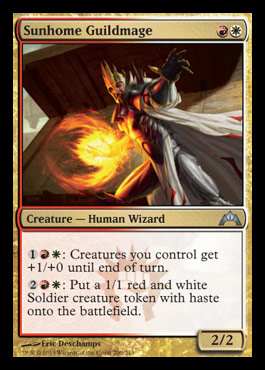 Sunhome Guildmage
Creature — Human Wizard
1: Creatures you control get
+1/+0 until end of turn.
2: Put a 1/1 red and white
Soldier creature token with haste
onto the battlefield.
Eric Deschamps
2/2